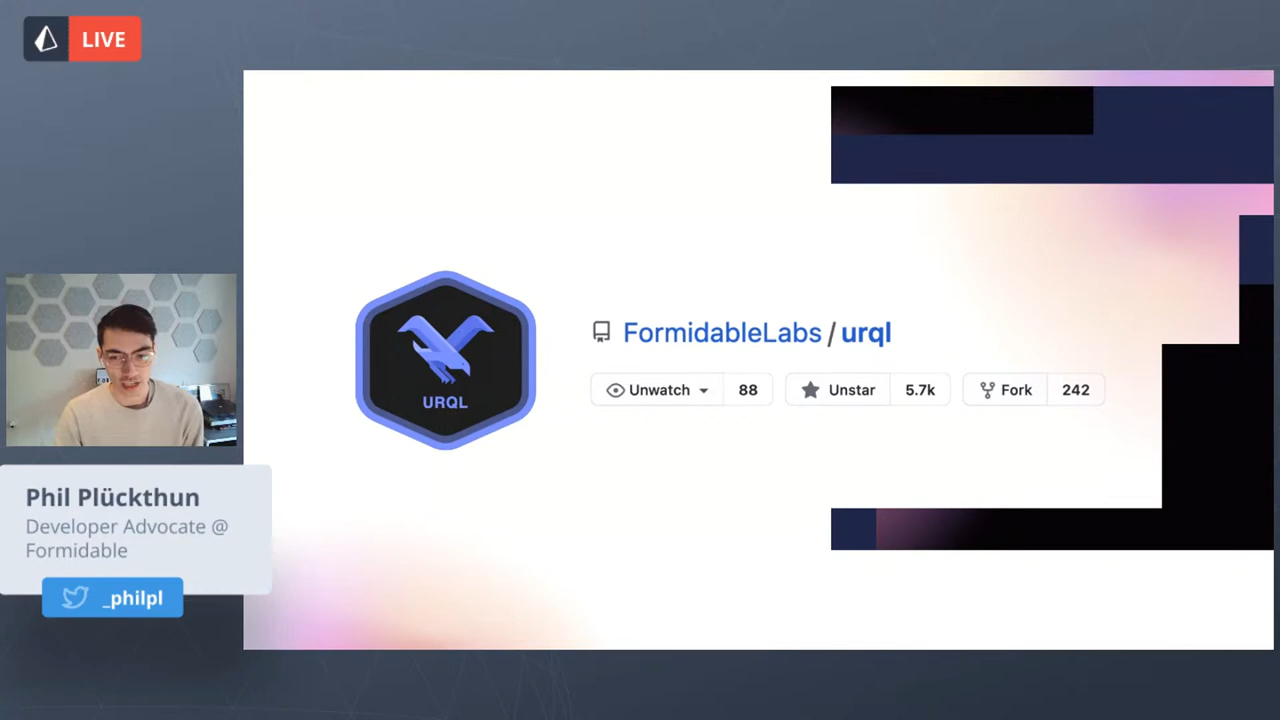 LIVE
URQL
FormidableLabs / urql
Unwatch 88 Unstar 5.7k Fork 242
Phil Plückthun
Developer Advocate @
Formidable
_philpl